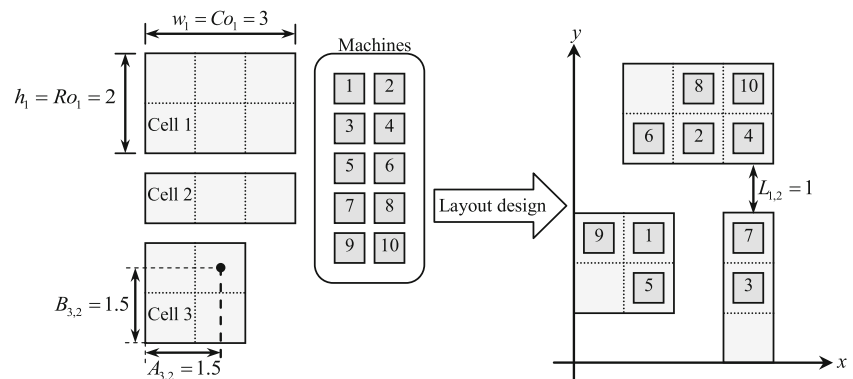 w₁ = Co₁ = 3
h₁ = Ro₁ = 2
Cell 1
Cell 2
Cell 3
B₃,₂ = 1.5
A₃,₂ = 1.5
Machines
1 2
3 4
5 6
7 8
9 10
Layout design
y
8 10
6 2 4
L₁,₂ = 1
9 1 7
5 3
x